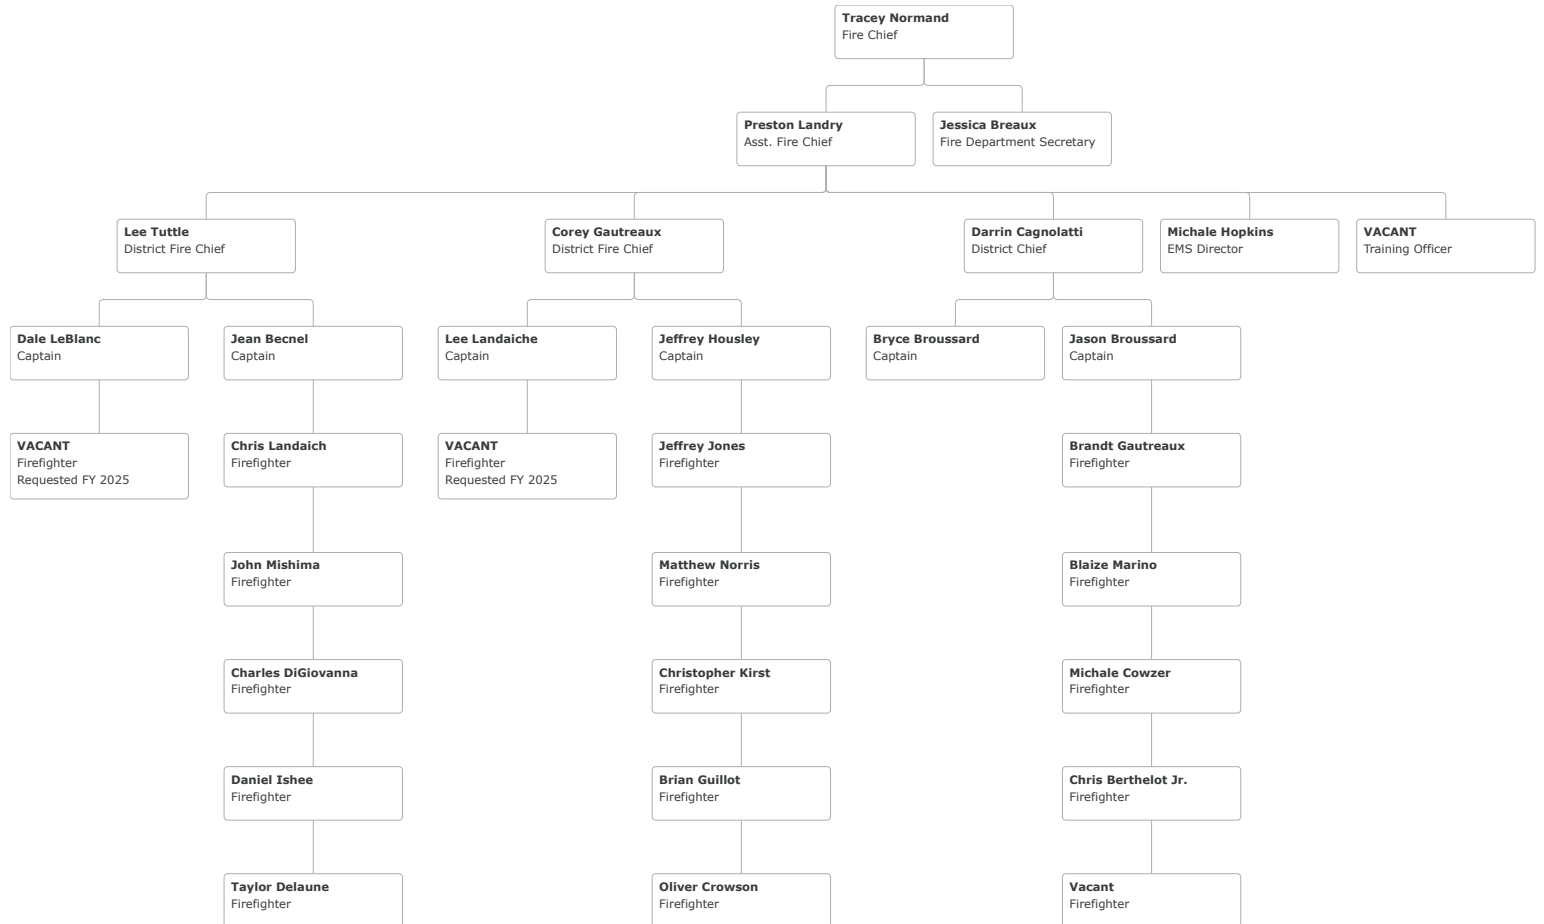 Tracey Normand
Fire Chief
Preston Landry
Asst. Fire Chief
Jessica Breaux
Fire Department Secretary
Lee Tuttle
District Fire Chief
Corey Gautreaux
District Fire Chief
Darrin Cagnolatti
District Chief
Michale Hopkins
EMS Director
VACANT
Training Officer
Dale LeBlanc
Captain
Jean Becnel
Captain
Lee Landaiche
Captain
Jeffrey Housley
Captain
Bryce Broussard
Captain
Jason Broussard
Captain
VACANT
Firefighter
Requested FY 2025
Chris Landaich
Firefighter
VACANT
Firefighter
Requested FY 2025
Jeffrey Jones
Firefighter
Brandt Gautreaux
Firefighter
John Mishima
Firefighter
Matthew Norris
Firefighter
Blaize Marino
Firefighter
Charles DiGiovanna
Firefighter
Christopher Kirst
Firefighter
Michale Cowzer
Firefighter
Daniel Ishee
Firefighter
Brian Guillot
Firefighter
Chris Berthelot Jr.
Firefighter
Taylor Delaune
Firefighter
Oliver Crowson
Firefighter
Vacant
Firefighter